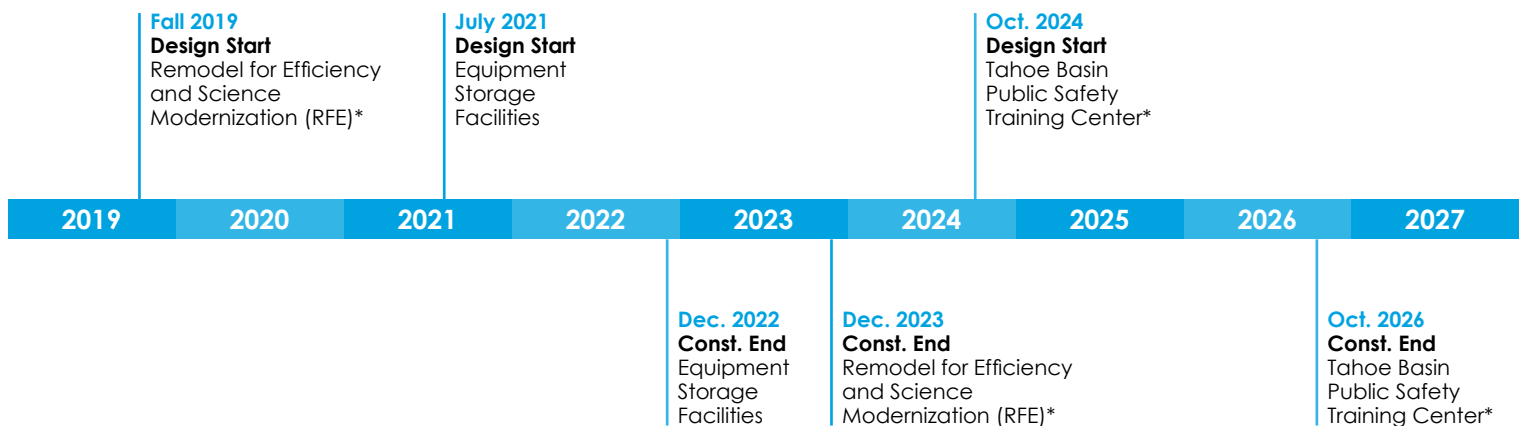 Fall 2019
Design Start
Remodel for Efficiency
and Science
Modernization (RFE)*
July 2021
Design Start
Equipment
Storage
Facilities
Oct. 2024
Design Start
Tahoe Basin
Public Safety
Training Center*
2019 2020 2021 2022 2023 2024 2025 2026 2027
Dec. 2022
Const. End
Equipment
Storage
Facilities
Dec. 2023
Const. End
Remodel for Efficiency
and Science
Modernization (RFE)*
Oct. 2026
Const. End
Tahoe Basin
Public Safety
Training Center*